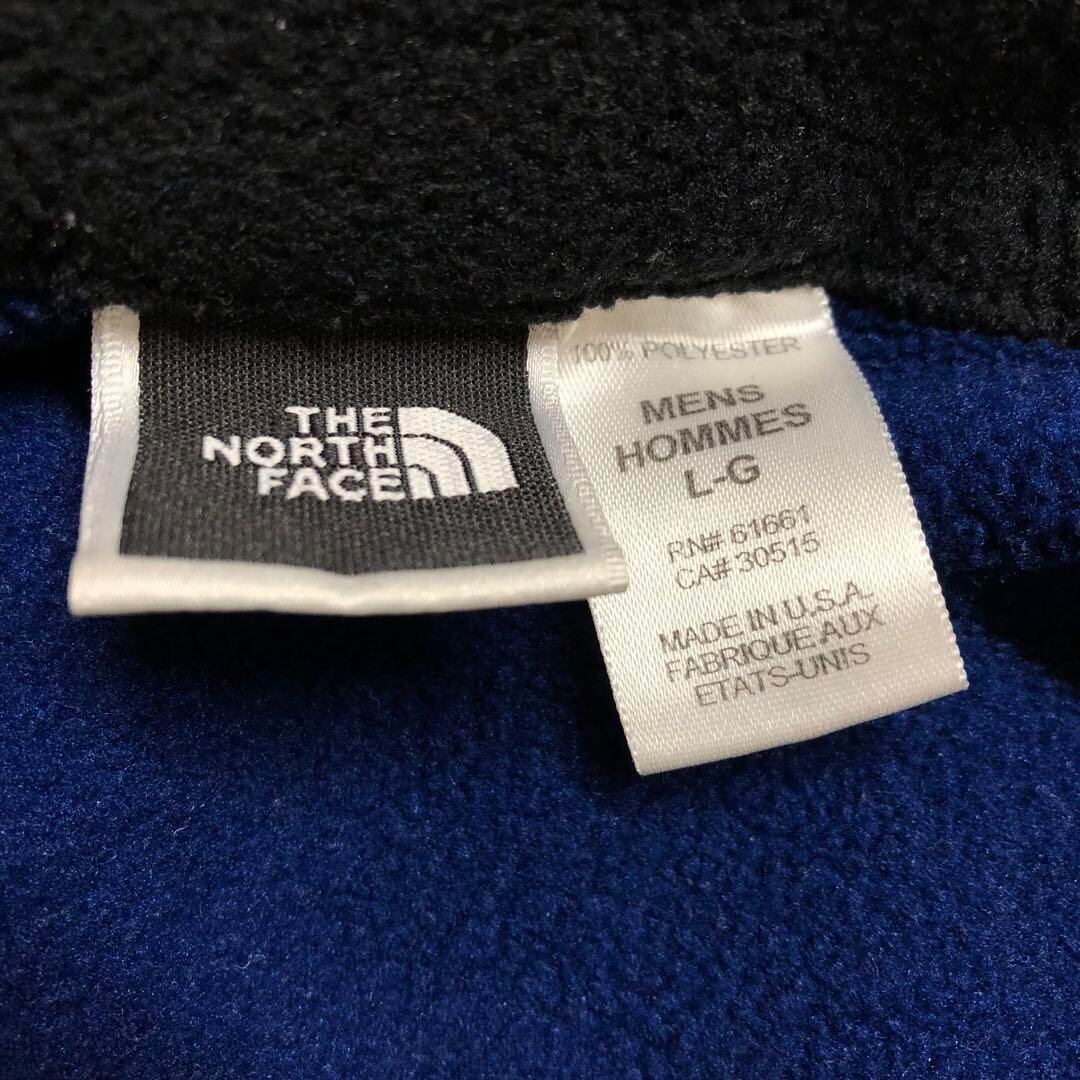 THE
NORTH
FACE
100% POLYESTER
MENS
HOMMES
L-G
RN# 61661
CA# 30515
MADE IN U.S.A.
FABRIQUE AUX
ETATS-UNIS